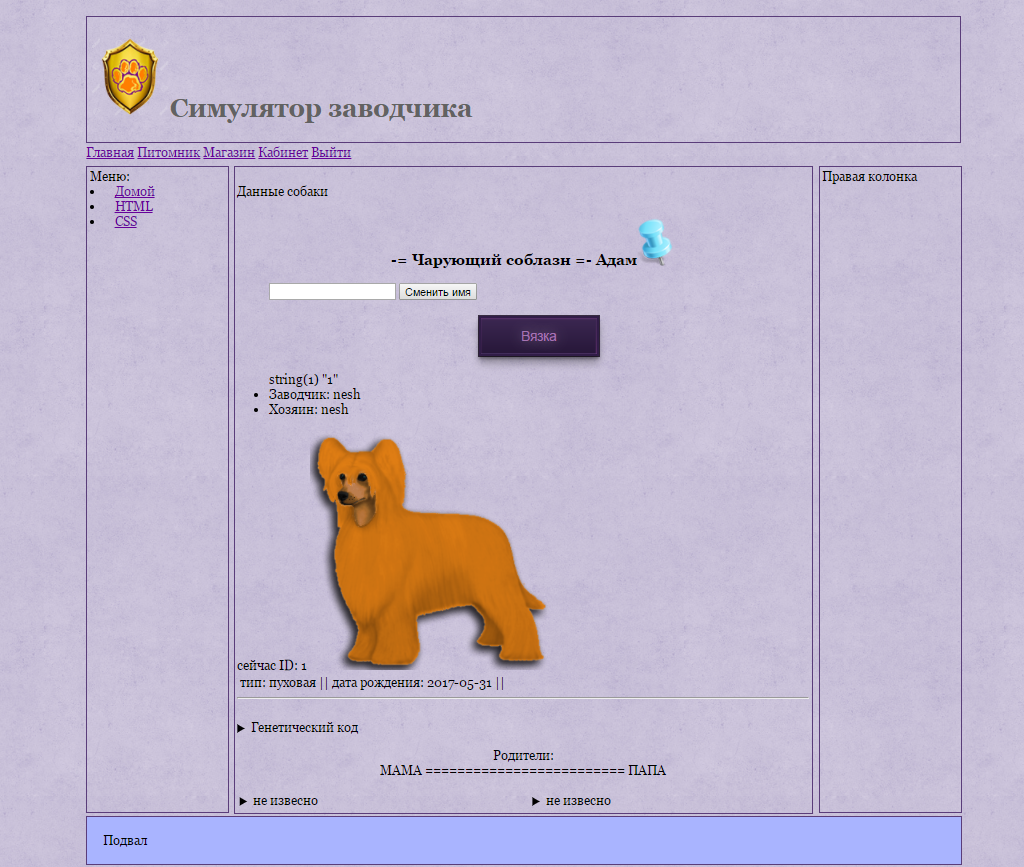 Симулятор заводчика
Главная Питомник Магазин Кабинет Выйти
Меню:
Домой
HTML
CSS
Данные собаки
-= Чарующий соблазн =- Адам
Сменить имя
Вязка
string(1) "1"
Заводчик: nesh
Хозяин: nesh
сейчас ID: 1
тип: пуховая || дата рождения: 2017-05-31 ||
Генетический код
Родители:
МАМА ========================= ПАПА
не извесно
не извесно
Правая колонка
Подвал